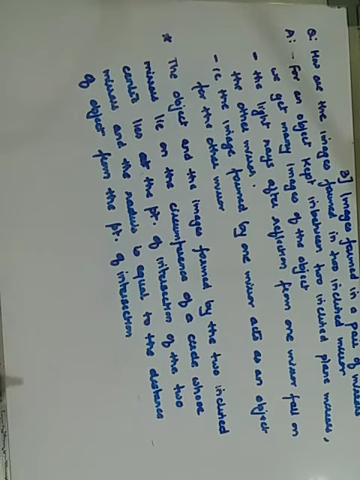 3] Images formed in a pair of mirrors
Q: How are the images formed in two inclined mirror
A: - For an object kept inbetween two inclined plane mirrors,
we get many images of the object
- the light rays after reflection from one mirror fall on
the other mirror.
- ie the image formed by one mirror acts as an object
for the other mirror
* The object and the images formed by the two inclined
mirrors lie on the circumference of a circle whose
centre lies at the pt. of intersection of the two
mirrors and the radius is equal to the distance
of object from the pt. of intersection